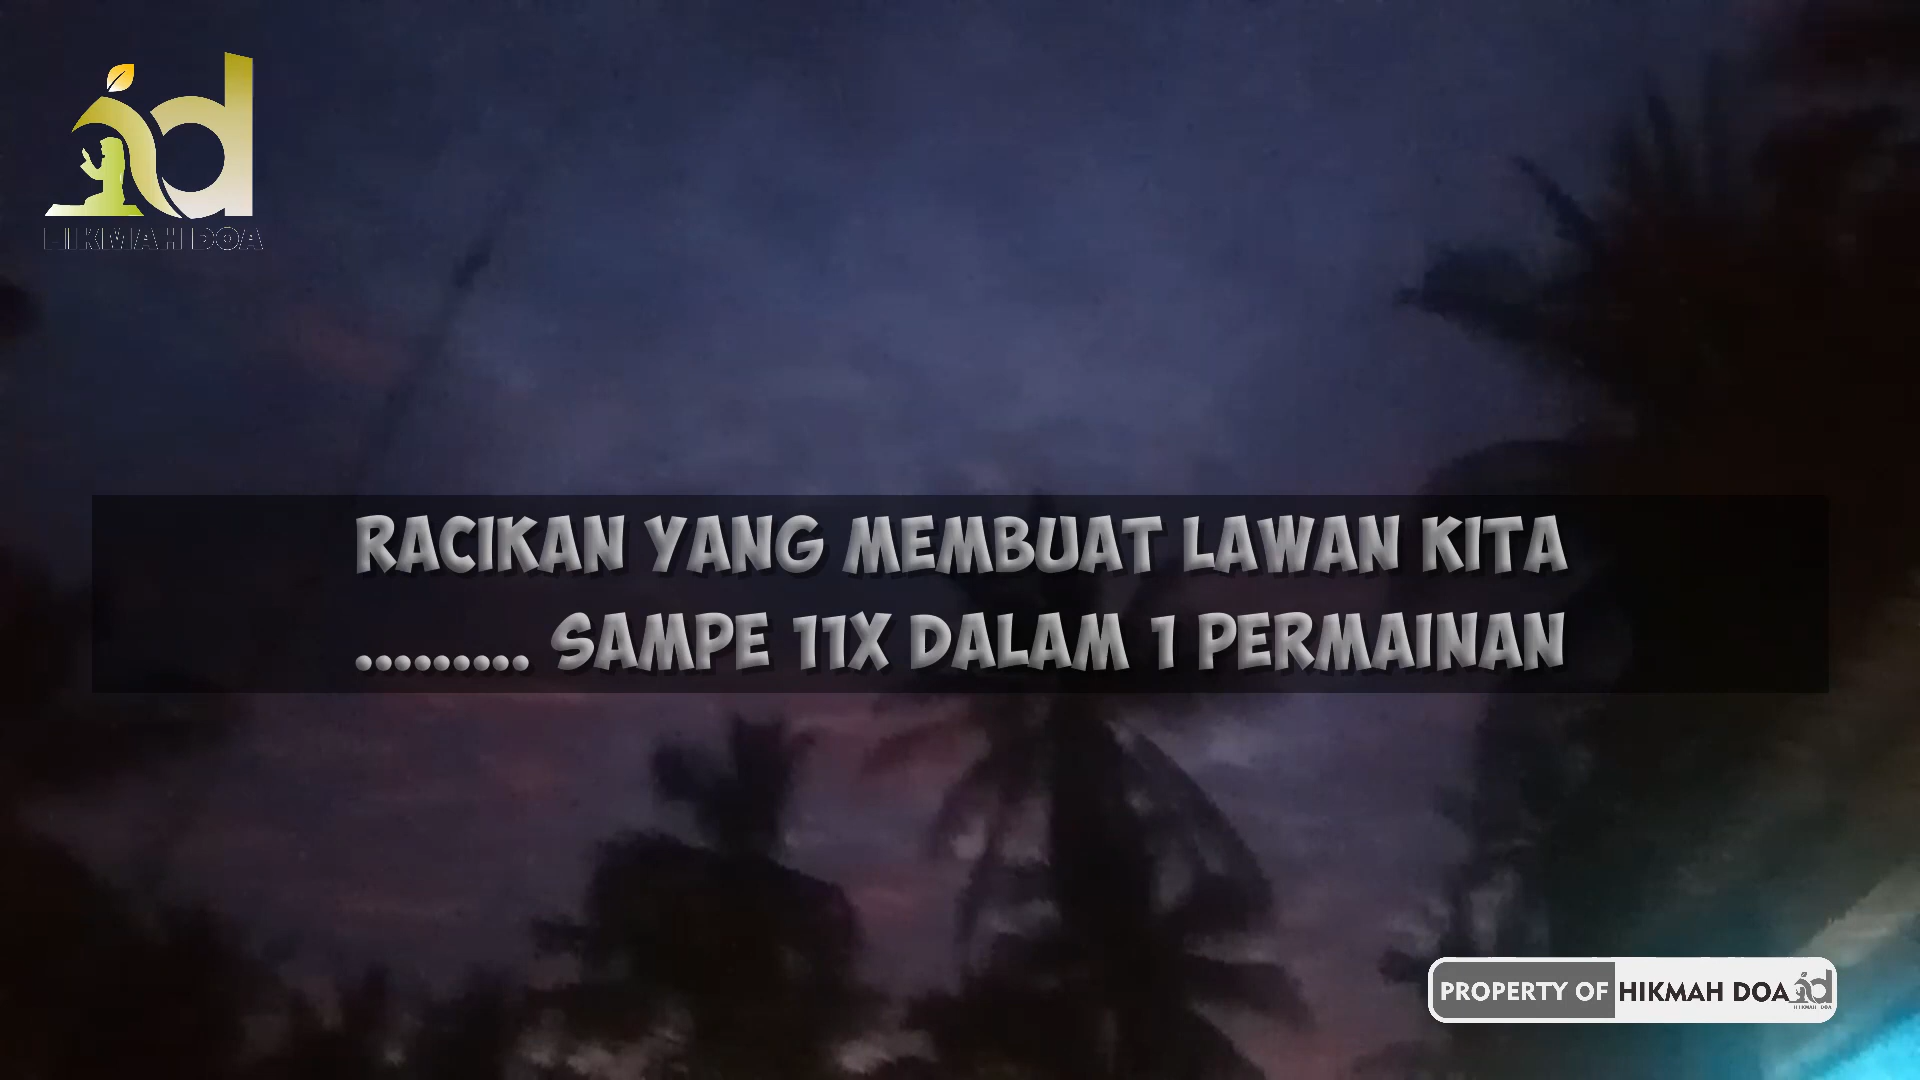 HIKMAH DOA
RACIKAN YANG MEMBUAT LAWAN KITA
......... SAMPE 11X DALAM 1 PERMAINAN
PROPERTY OF HIKMAH DOA